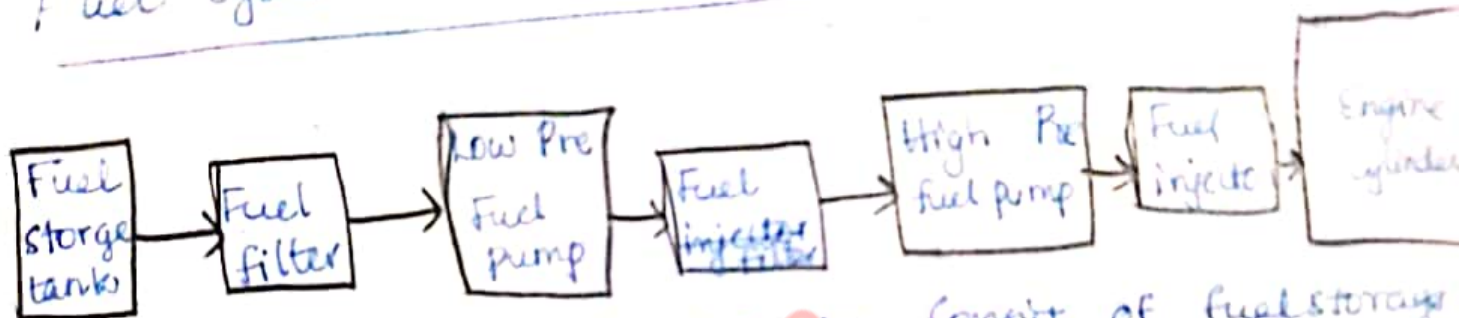 Fuel
Fuel
storge
tanks
Fuel
filter
Low Pre
Fuel
pump
Fuel
filter
High Pre
fuel pump
Fuel
injecte
Engine
cylinder
Consist of fuel storage